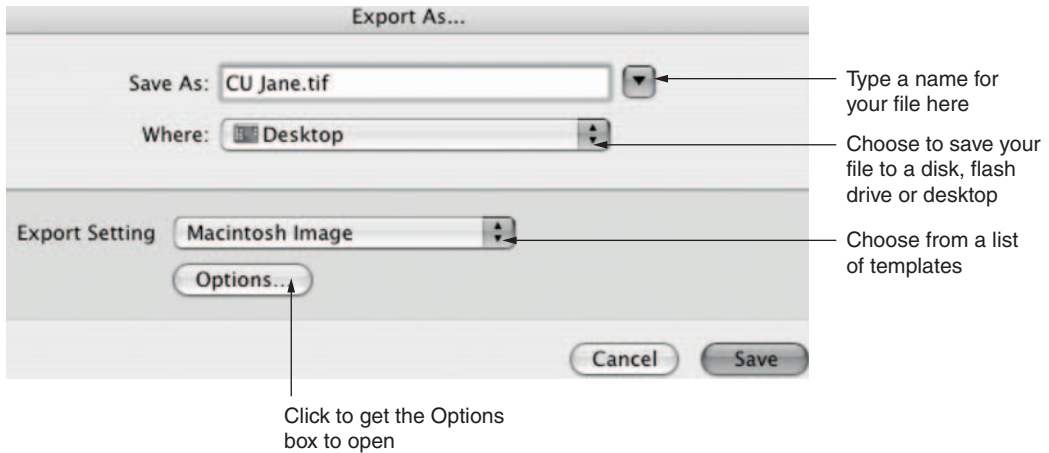 Export As...
Save As: CU Jane.tif
Type a name for
your file here
Where: Desktop
Choose to save your
file to a disk, flash
drive or desktop
Export Setting Macintosh Image
Choose from a list
of templates
Options...
Cancel Save
Click to get the Options
box to open